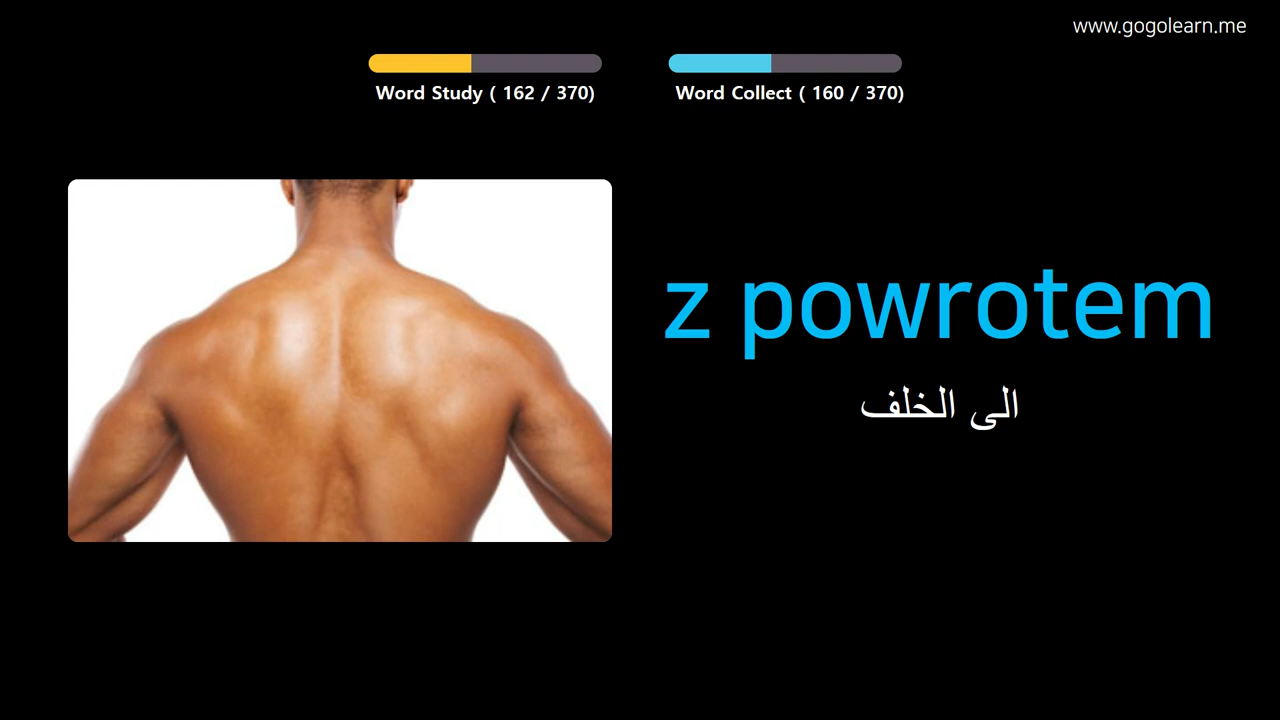 www.gogolearn.me
Word Study ( 162 / 370)
Word Collect ( 160 / 370)
z powrotem
الى الخلف